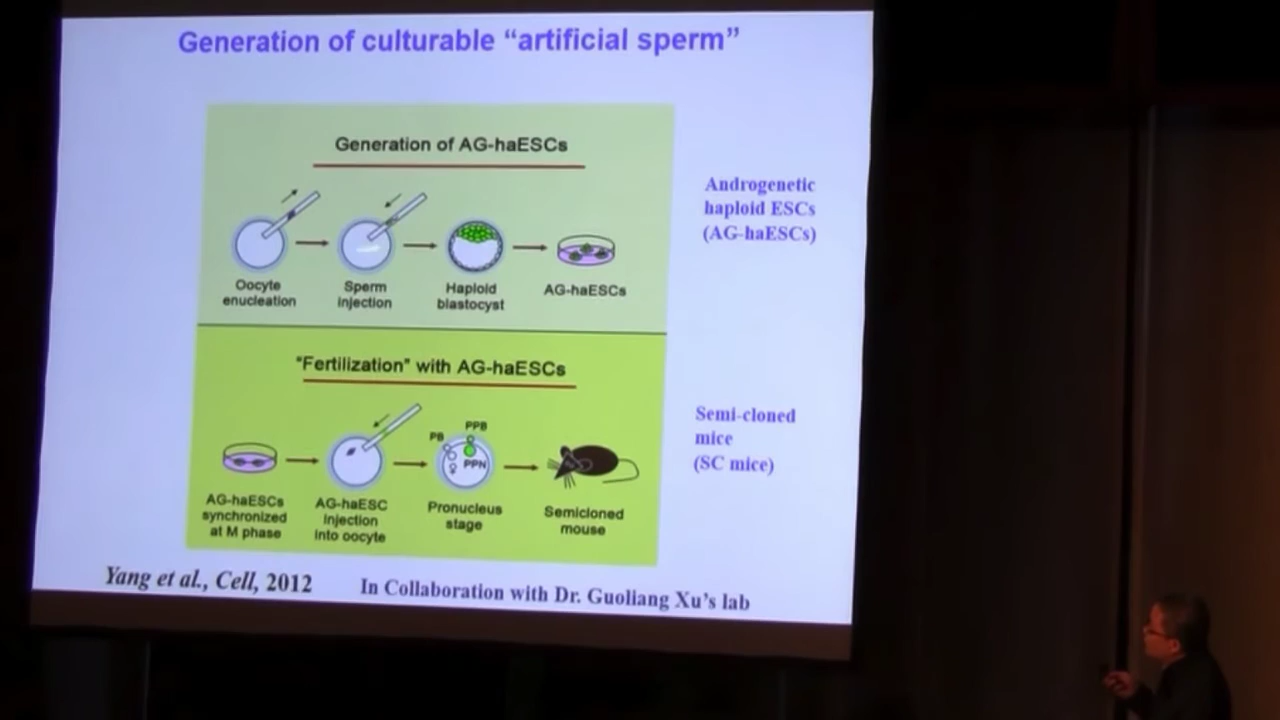 Generation of culturable “artificial sperm”
Generation of AG-haESCs
Oocyte
enucleation
Sperm
injection
Haploid
blastocyst
AG-haESCs
Androgenetic
haploid ESCs
(AG-haESCs)
"Fertilization" with AG-haESCs
PB
PPB
PPN
♀
AG-haESCs
synchronized
at M phase
AG-haESC
injection
into oocyte
Pronucleus
stage
Semicloned
mouse
Semi-cloned
mice
(SC mice)
Yang et al., Cell, 2012
In Collaboration with Dr. Guoliang Xu's lab